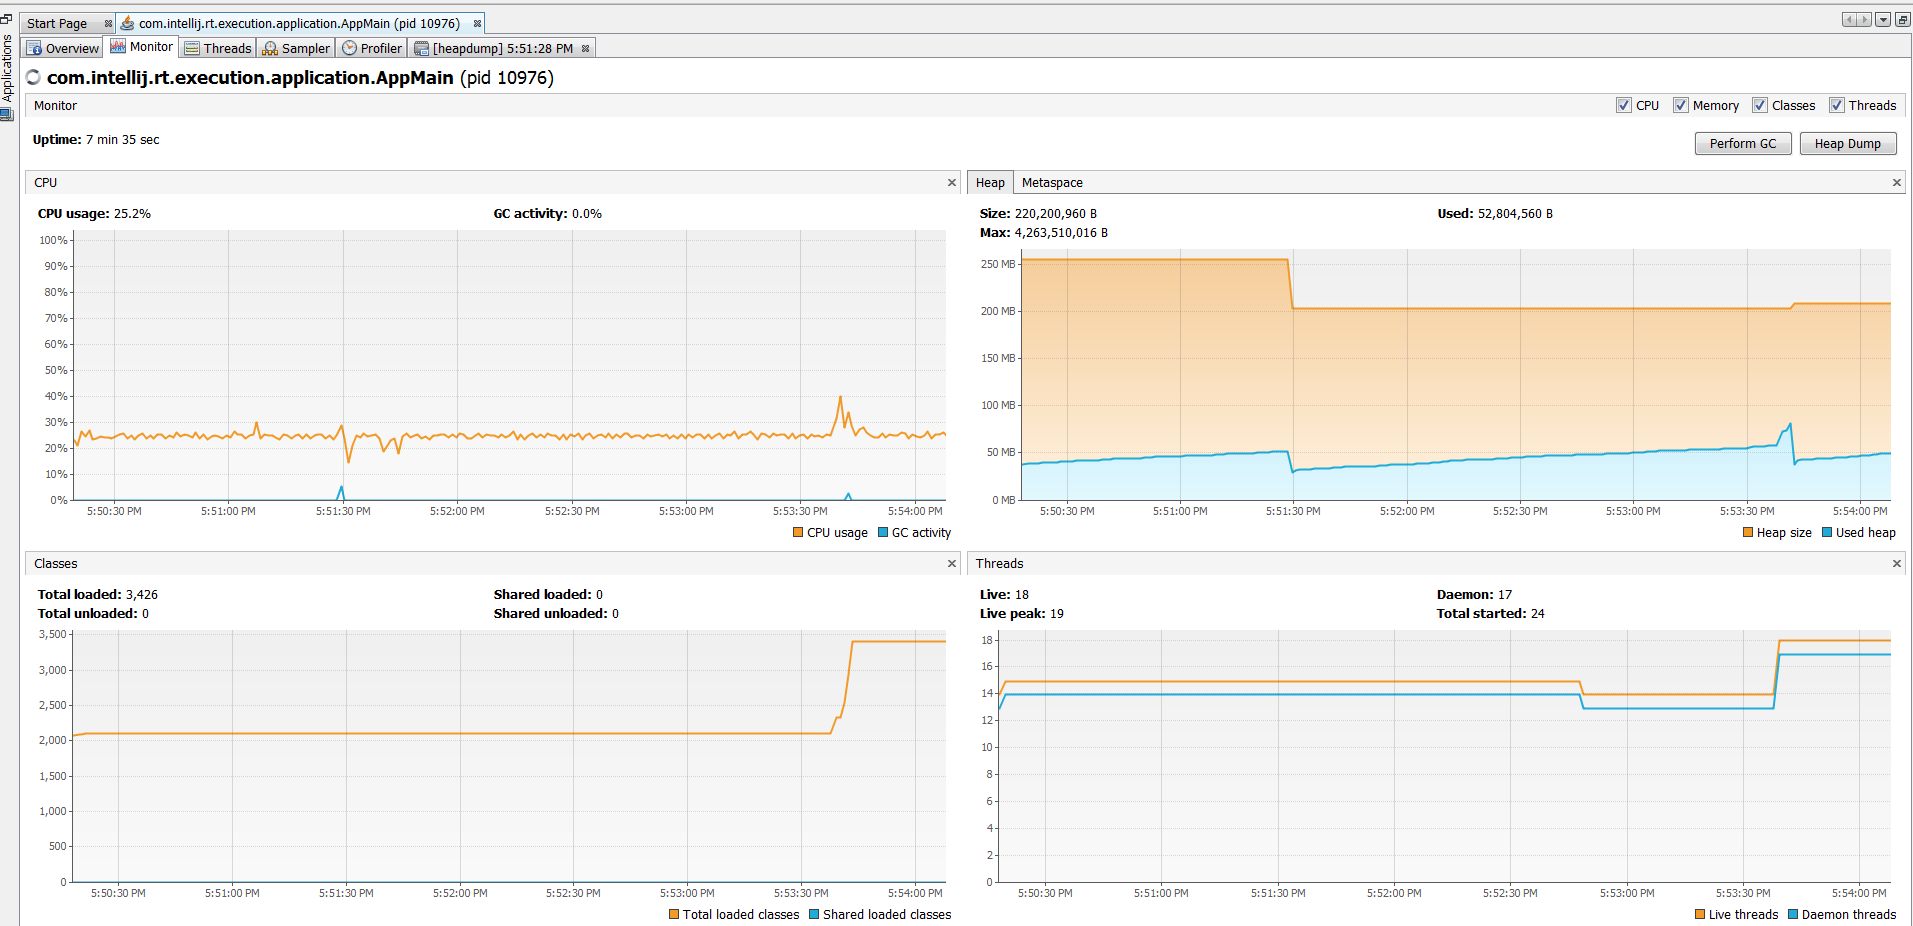 Applications
Start Page
com.intellij.rt.execution.application.AppMain (pid 10976)
Overview
Monitor
Threads
Sampler
Profiler
[heapdump] 5:51:28 PM
com.intellij.rt.execution.application.AppMain (pid 10976)
Monitor
CPU
Memory
Classes
Threads
Uptime: 7 min 35 sec
Perform GC
Heap Dump
CPU
CPU usage: 25.2%
GC activity: 0.0%
100%
90%
80%
70%
60%
50%
40%
30%
20%
10%
0%
5:50:30 PM
5:51:00 PM
5:51:30 PM
5:52:00 PM
5:52:30 PM
5:53:00 PM
5:53:30 PM
5:54:00 PM
CPU usage
GC activity
Heap
Metaspace
Size: 220,200,960 B
Used: 52,804,560 B
Max: 4,263,510,016 B
250 MB
200 MB
150 MB
100 MB
50 MB
0 MB
5:50:30 PM
5:51:00 PM
5:51:30 PM
5:52:00 PM
5:52:30 PM
5:53:00 PM
5:53:30 PM
5:54:00 PM
Heap size
Used heap
Classes
Total loaded: 3,426
Shared loaded: 0
Total unloaded: 0
Shared unloaded: 0
3,500
3,000
2,500
2,000
1,500
1,000
500
0
5:50:30 PM
5:51:00 PM
5:51:30 PM
5:52:00 PM
5:52:30 PM
5:53:00 PM
5:53:30 PM
5:54:00 PM
Total loaded classes
Shared loaded classes
Threads
Live: 18
Daemon: 17
Live peak: 19
Total started: 24
18
16
14
12
10
8
6
4
2
0
5:50:30 PM
5:51:00 PM
5:51:30 PM
5:52:00 PM
5:52:30 PM
5:53:00 PM
5:53:30 PM
5:54:00 PM
Live threads
Daemon threads